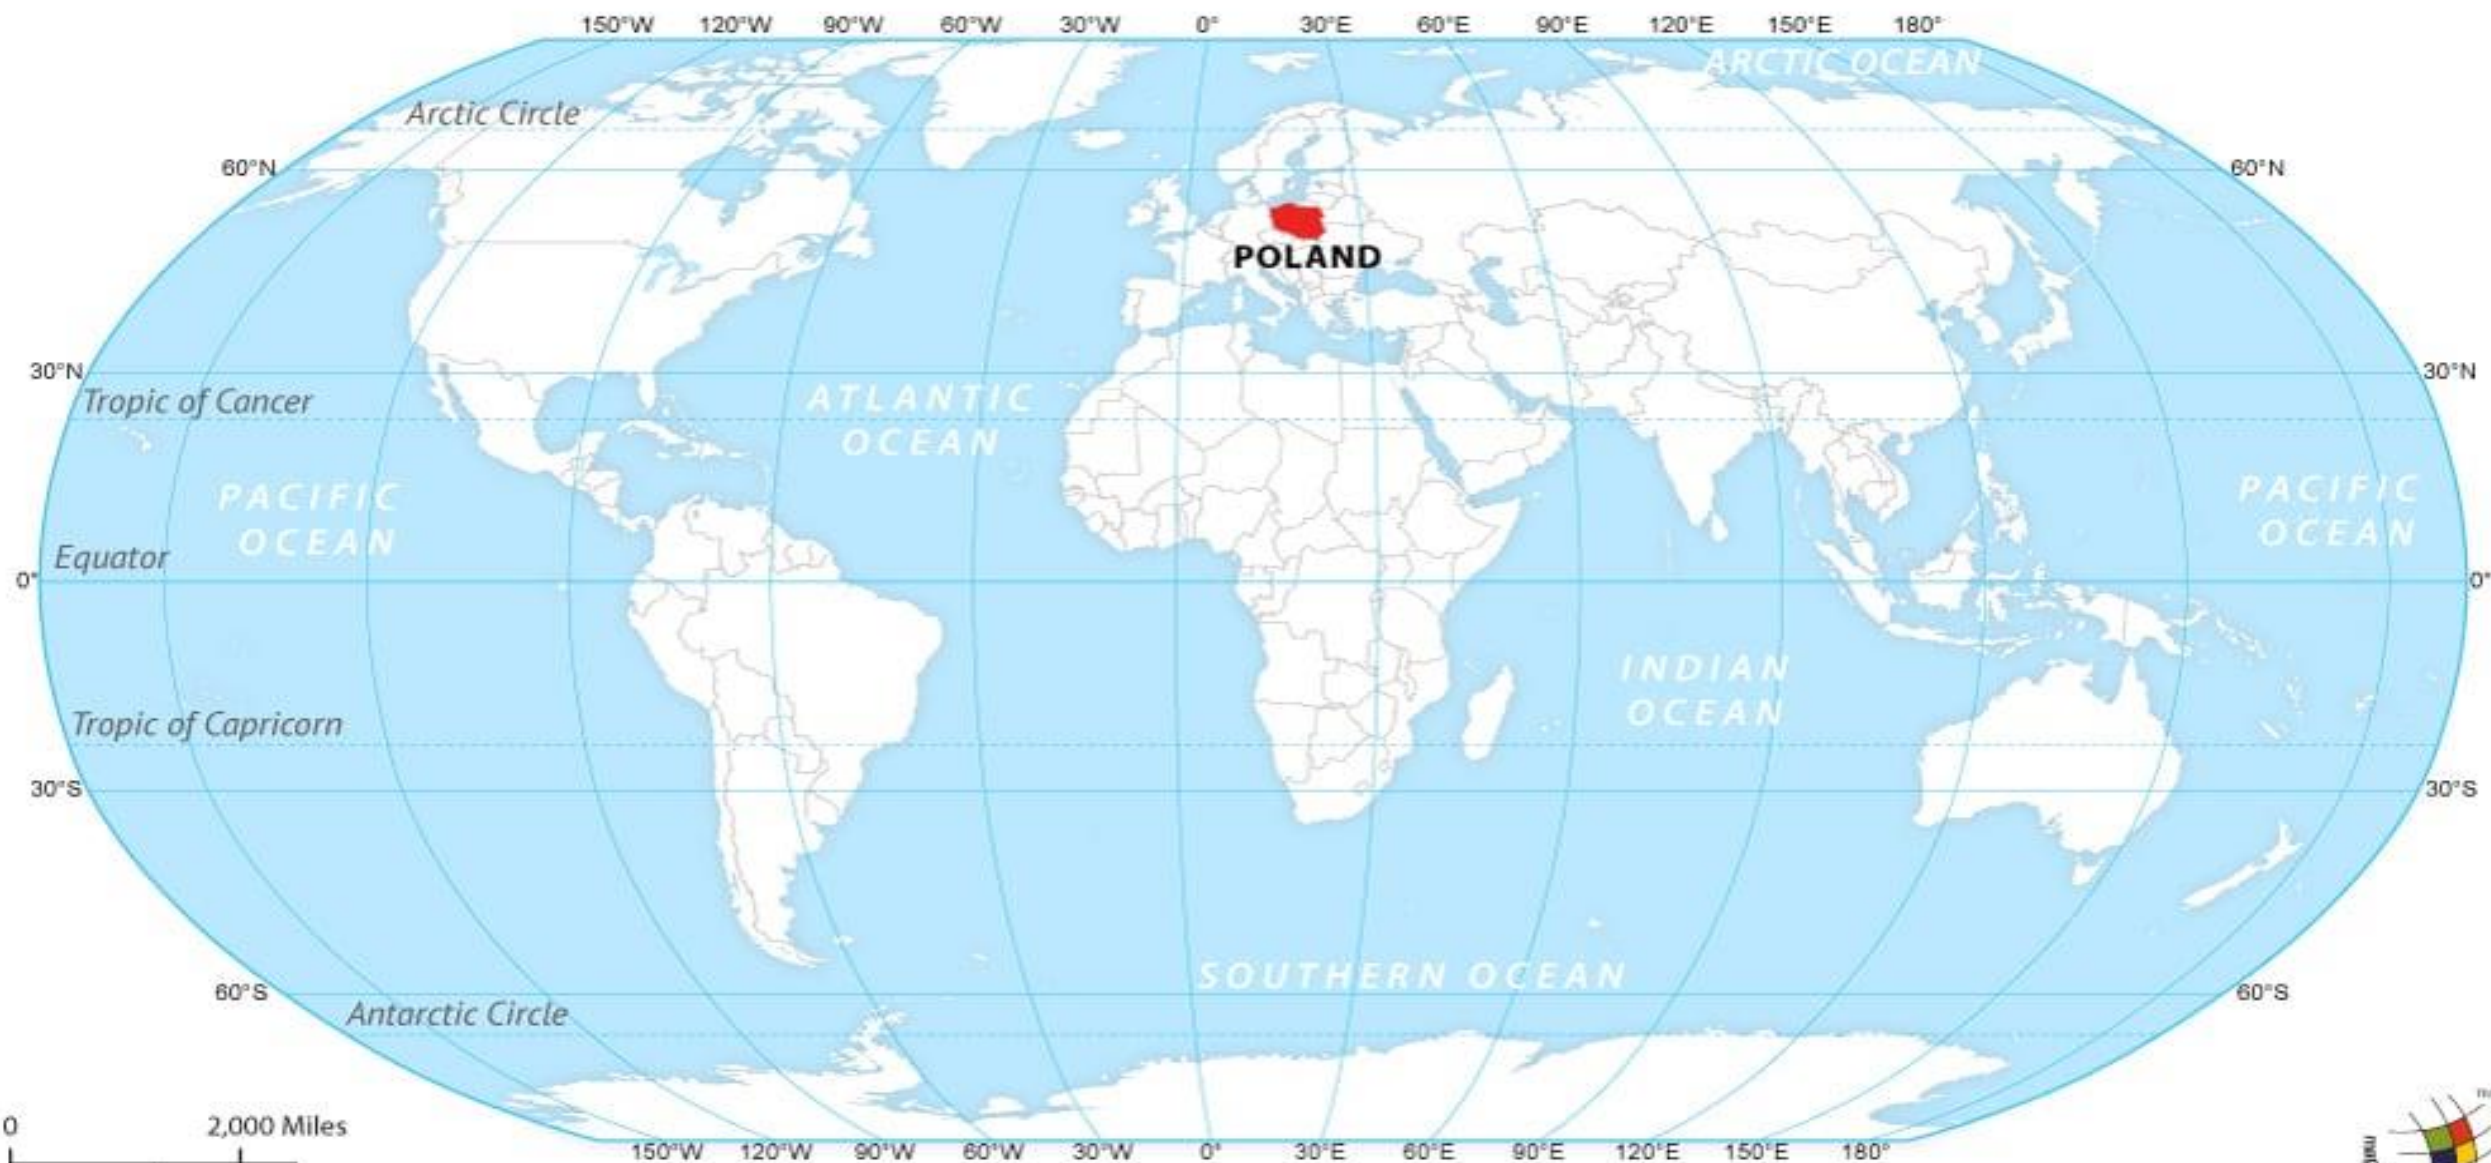 150°W 120°W 90°W 60°W 30°W 0° 30°E 60°E 90°E 120°E 150°E 180°
ARCTIC OCEAN
Arctic Circle
60°N 60°N
POLAND
30°N 30°N
Tropic of Cancer
ATLANTIC
OCEAN
PACIFIC
OCEAN
PACIFIC
OCEAN
Equator
0° 0°
INDIAN
OCEAN
Tropic of Capricorn
30°S 30°S
SOUTHERN OCEAN
60°S 60°S
Antarctic Circle
0 2,000 Miles
150°W 120°W 90°W 60°W 30°W 0° 30°E 60°E 90°E 120°E 150°E 180°